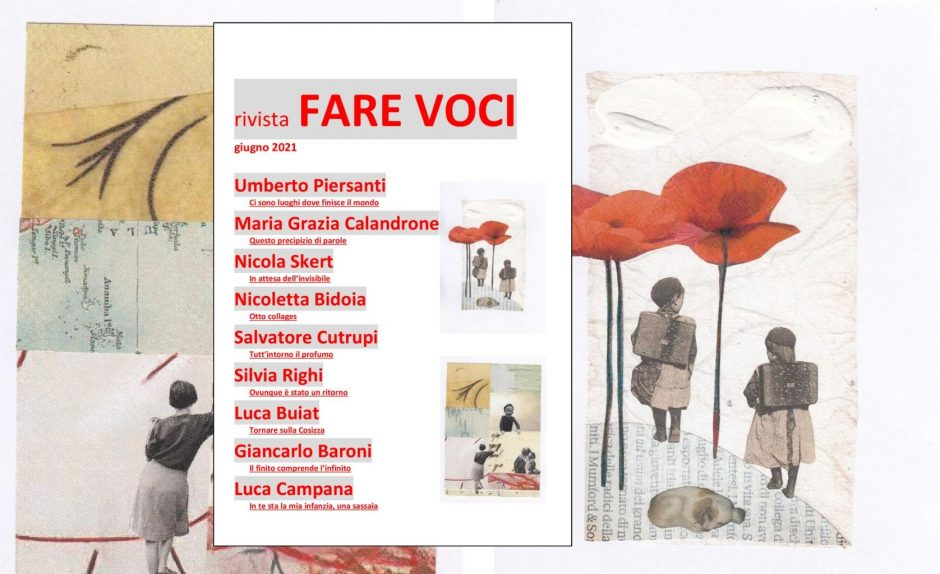 rivista FARE VOCI
giugno 2021
Umberto Piersanti
Ci sono luoghi dove finisce il mondo
Maria Grazia Calandrone
Questo precipizio di parole
Nicola Skert
In attesa dell'invisibile
Nicoletta Bidoia
Otto collages
Salvatore Cutrupi
Tutt'intorno il profumo
Silvia Righi
Ovunque è stato un ritorno
Luca Buiat
Tornare sulla Cosizza
Giancarlo Baroni
Il finito comprende l'infinito
Luca Campana
In te sta la mia infanzia, una sassaia